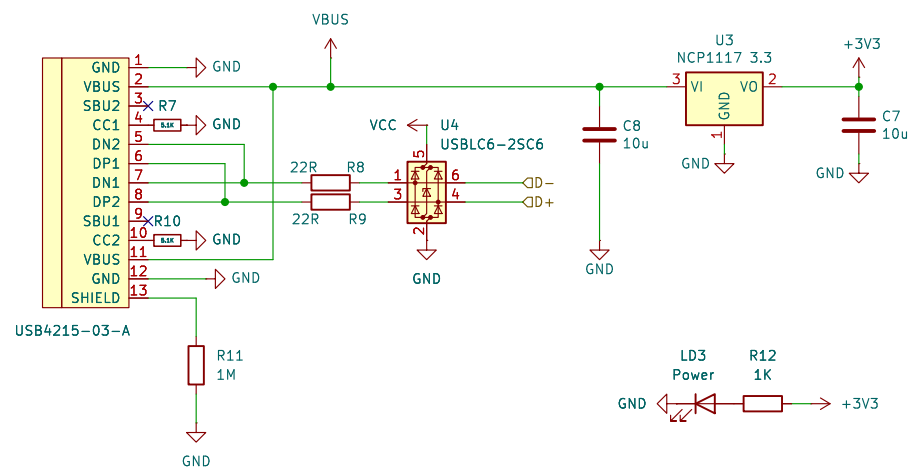 VBUS
GND 1 GND
VBUS 2
SBU2 3 R7
CC1 4 5.1K GND
DN2 5
DP1 6
DN1 7
DP2 8
SBU1 9 R10
CC2 10 5.1K GND
VBUS 11
GND 12 GND
SHIELD 13
USB4215-03-A
R11
1M
GND
22R R8
22R R9
VCC
U4
USBLC6-2SC6
5
1 6
3 4
2
GND
D-
D+
C8
10u
GND
U3
NCP1117 3.3
3 VI VO 2
GND
1
GND
+3V3
C7
10u
GND
LD3
Power
R12
1K
GND
+3V3